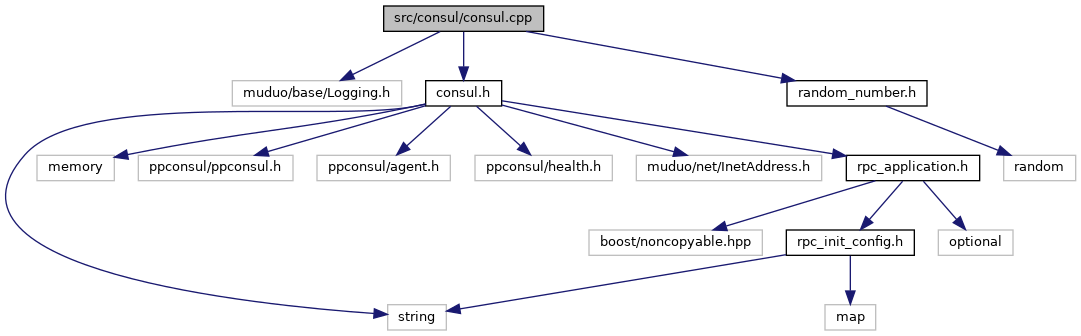 src/consul/consul.cpp
muduo/base/Logging.h
consul.h
random_number.h
memory
ppconsul/ppconsul.h
ppconsul/agent.h
ppconsul/health.h
muduo/net/InetAddress.h
rpc_application.h
random
boost/noncopyable.hpp
rpc_init_config.h
optional
string
map